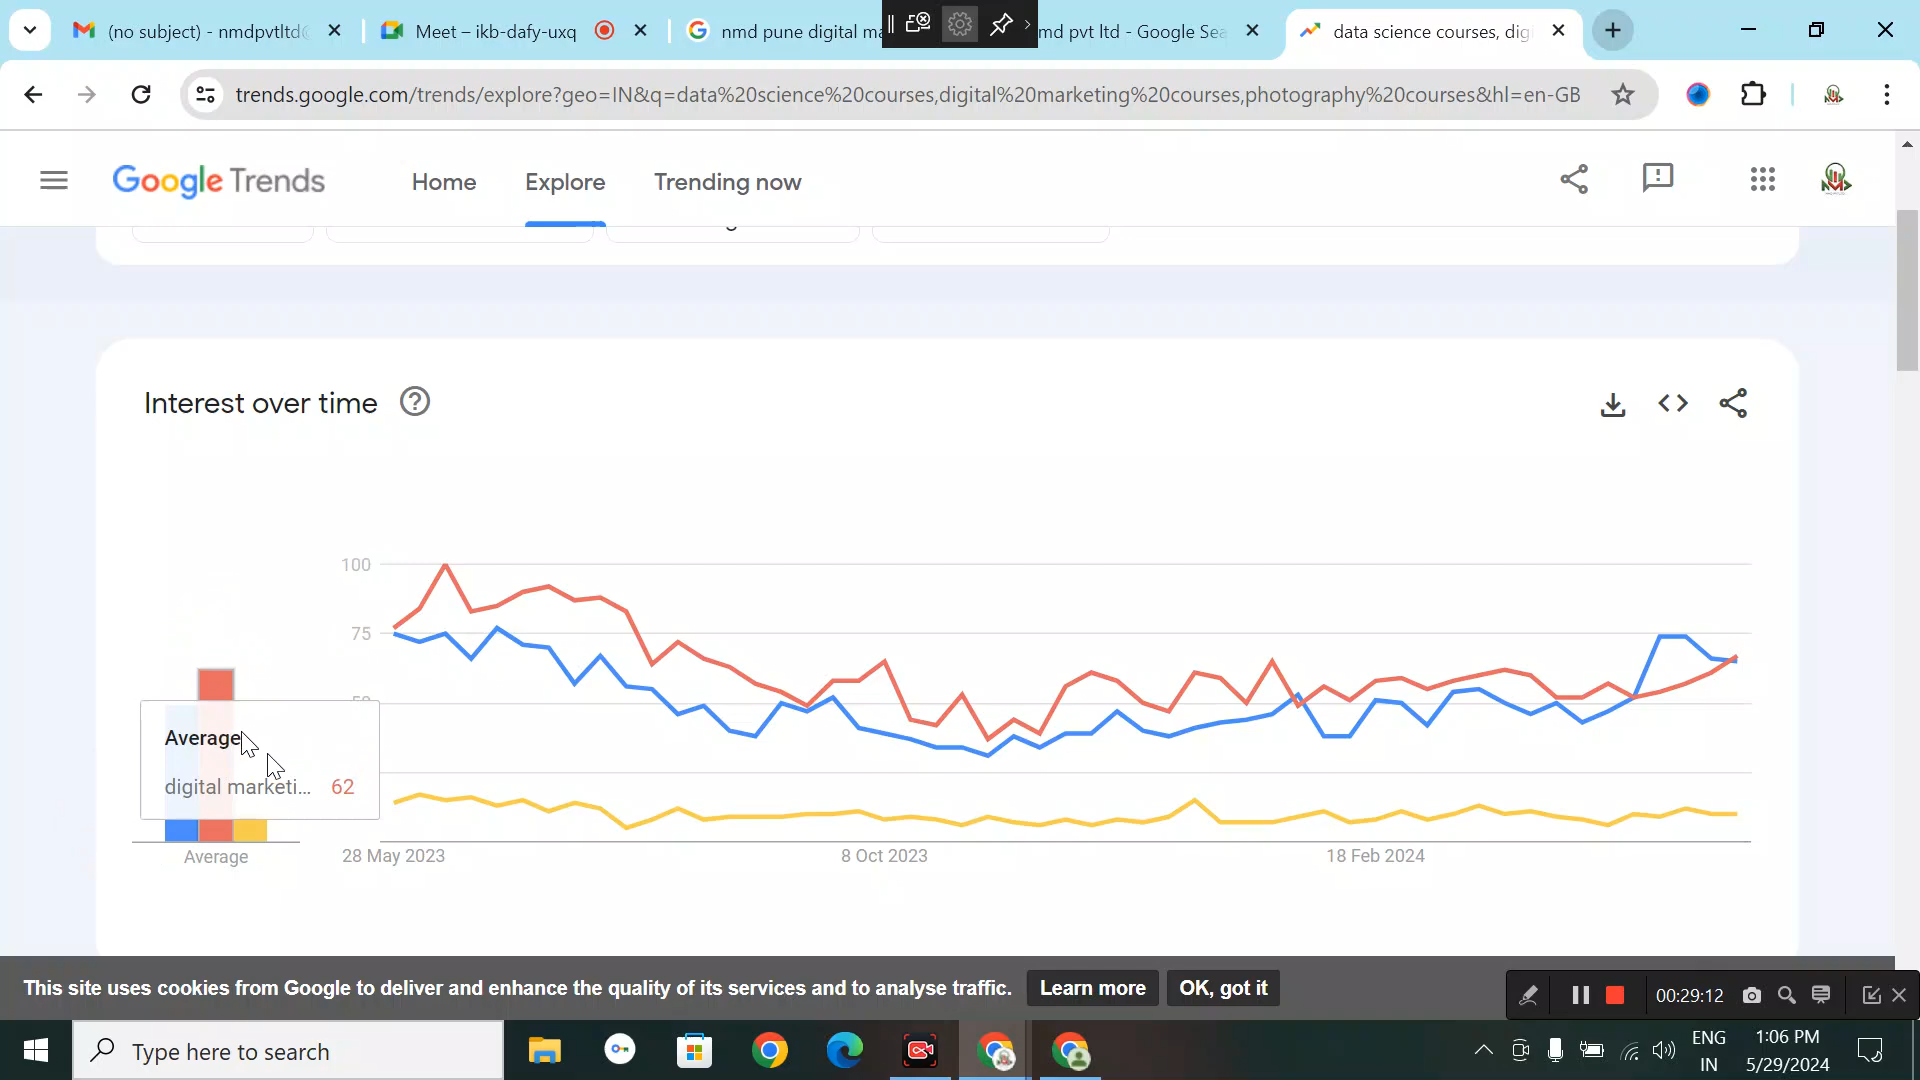 (no subject) - nmdpvtltd@
Meet – ikb-dafy-uxq
nmd pune digital ma
md pvt ltd - Google Sea
data science courses, dig
trends.google.com/trends/explore?geo=IN&q=data%20science%20courses,digital%20marketing%20courses,photography%20courses&hl=en-GB
Google Trends
Home
Explore
Trending now
Interest over time
100
75
50
Average
digital marketi... 62
Average
28 May 2023
8 Oct 2023
18 Feb 2024
This site uses cookies from Google to deliver and enhance the quality of its services and to analyse traffic.
Learn more
OK, got it
00:29:12
Type here to search
ENG
IN
1:06 PM
5/29/2024